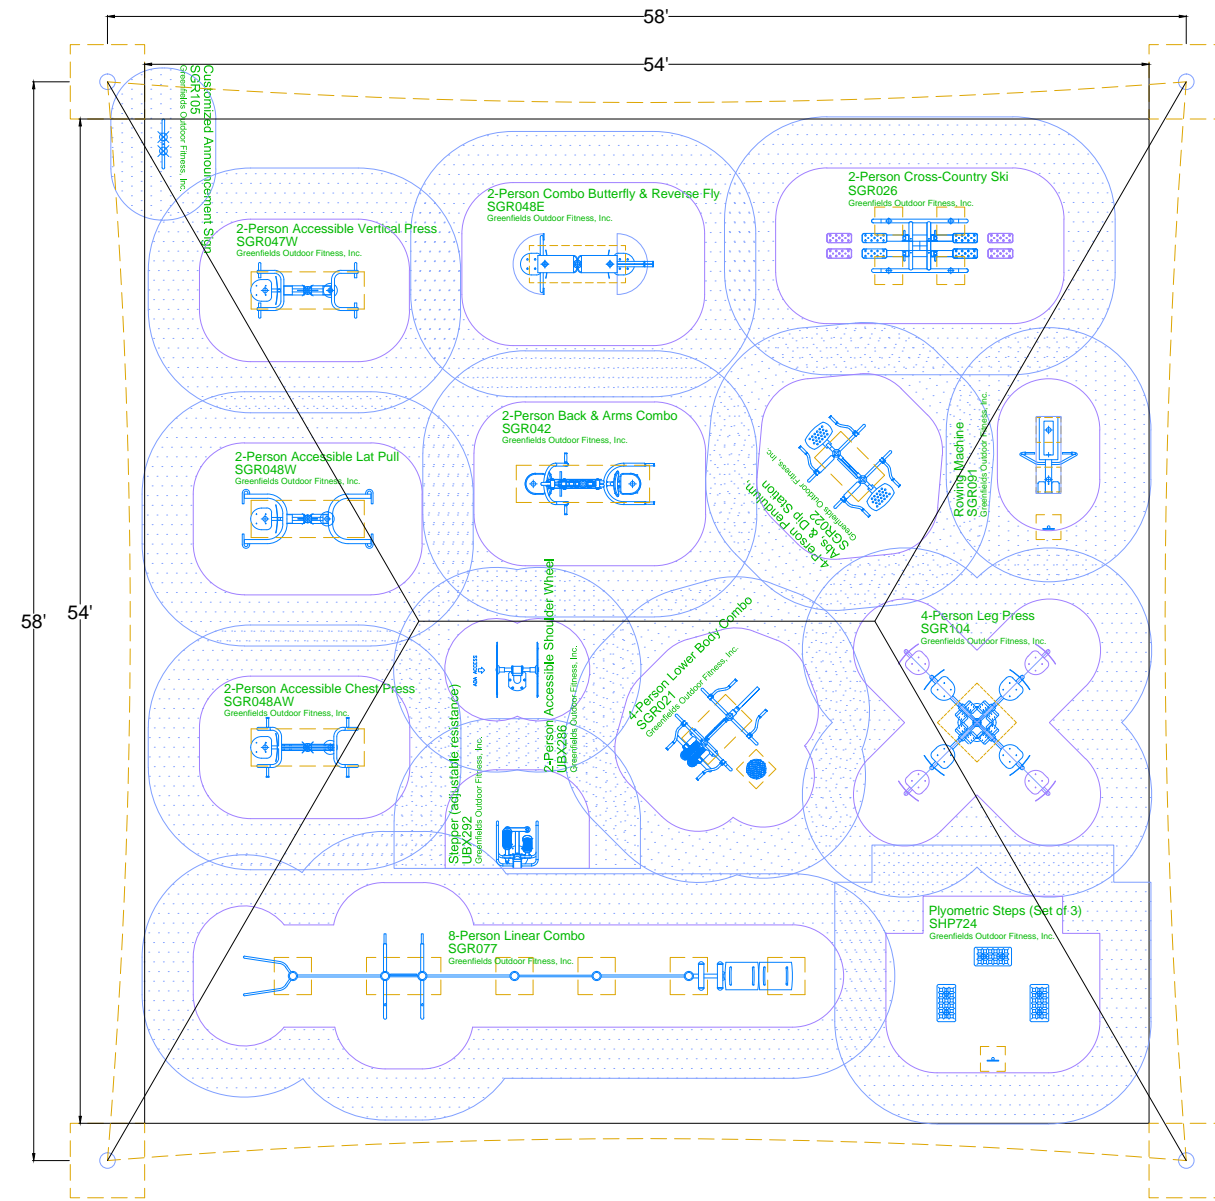 58'
54'
58'
54'
Customized Announcement Sign
SGR105
Greenfields Outdoor Fitness, Inc.
2-Person Accessible Vertical Press
SGR047W
Greenfields Outdoor Fitness, Inc.
2-Person Combo Butterfly & Reverse Fly
SGR048E
Greenfields Outdoor Fitness, Inc.
2-Person Cross-Country Ski
SGR026
Greenfields Outdoor Fitness, Inc.
2-Person Accessible Lat Pull
SGR048W
Greenfields Outdoor Fitness, Inc.
2-Person Back & Arms Combo
SGR042
Greenfields Outdoor Fitness, Inc.
4-Person Pendulum,
Abs, & Dip Station
SGR022
Greenfields Outdoor Fitness, Inc.
Rowing Machine
SGR091
Greenfields Outdoor Fitness, Inc.
2-Person Accessible Chest Press
SGR048AW
Greenfields Outdoor Fitness, Inc.
ADA ACCESS
2-Person Accessible Shoulder Wheel
UBX286
Greenfields Outdoor Fitness, Inc.
4-Person Lower Body Combo
SGR021
Greenfields Outdoor Fitness, Inc.
4-Person Leg Press
SGR104
Greenfields Outdoor Fitness, Inc.
Stepper (adjustable resistance)
UBX292
Greenfields Outdoor Fitness, Inc.
8-Person Linear Combo
SGR077
Greenfields Outdoor Fitness, Inc.
Plyometric Steps (Set of 3)
SHP724
Greenfields Outdoor Fitness, Inc.